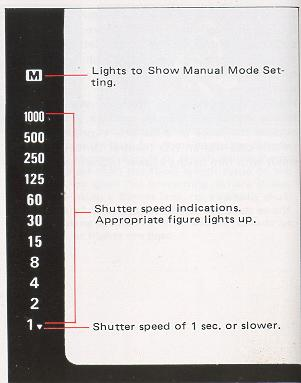 M
Lights to Show Manual Mode Set-
ting.
1000
500
250
125
60
30
15
8
4
2
1
Shutter speed indications.
Appropriate figure lights up.
Shutter speed of 1 sec. or slower.